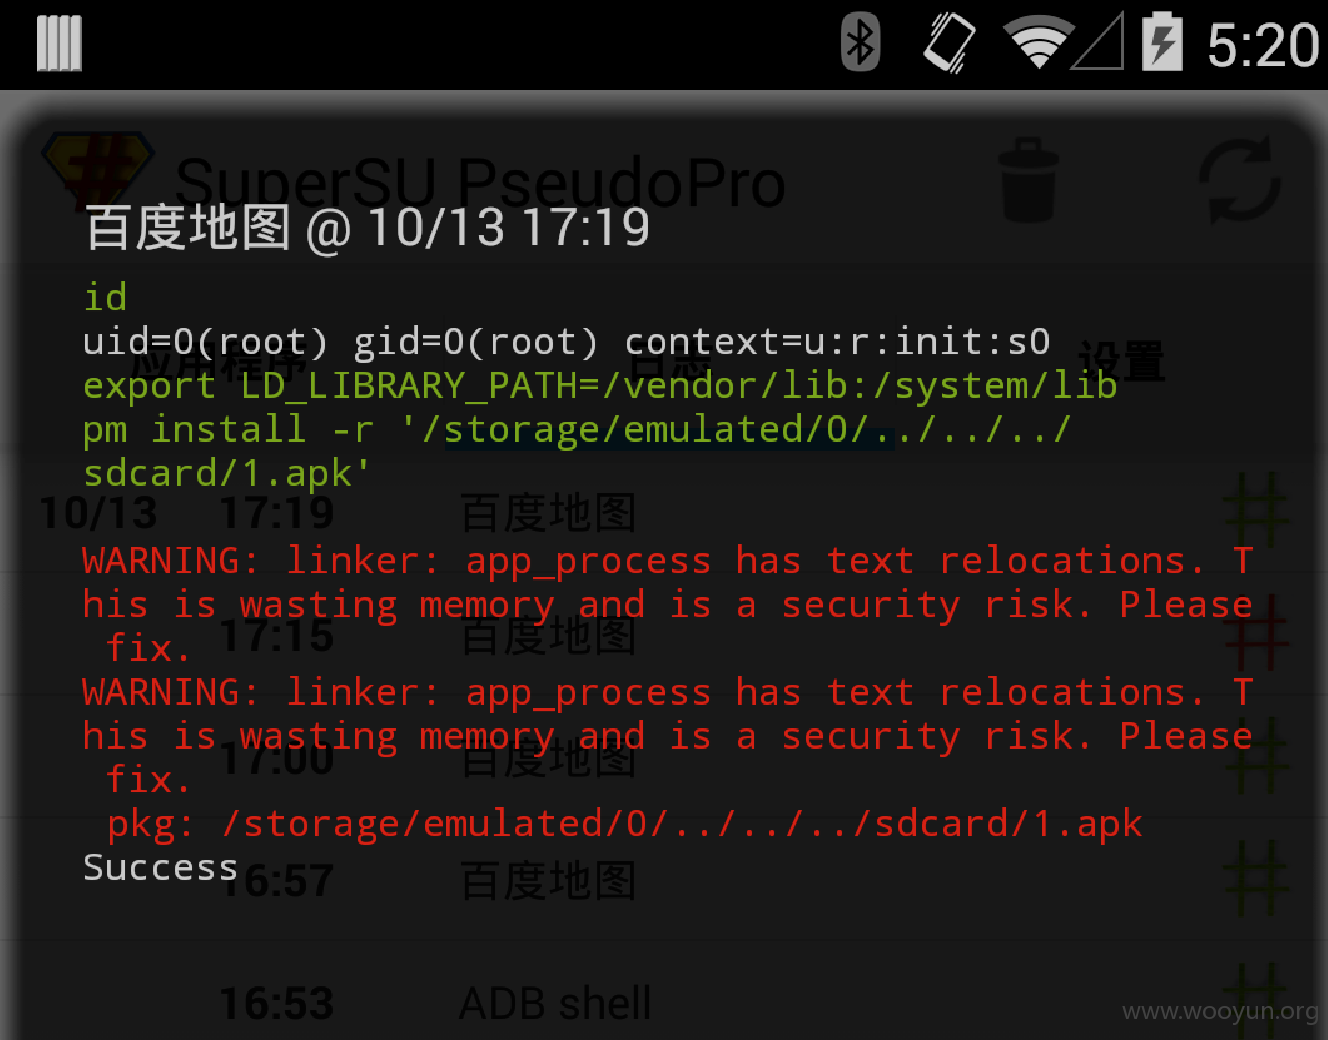 5:20
SuperSU PseudoPro
百度地图 @ 10/13 17:19
id
uid=0(root) gid=0(root) context=u:r:init:s0
应用程序 日志 设置
export LD_LIBRARY_PATH=/vendor/lib:/system/lib
pm install -r '/storage/emulated/0/../../../
sdcard/1.apk'
10/13 17:19 百度地图
WARNING: linker: app_process has text relocations. T
his is wasting memory and is a security risk. Please
17:15 百度地图
fix.
WARNING: linker: app_process has text relocations. T
his is wasting memory and is a security risk. Please
17:00 百度地图
fix.
pkg: /storage/emulated/0/../../../sdcard/1.apk
Success
16:57 百度地图
16:53 ADB shell
www.wooyun.org